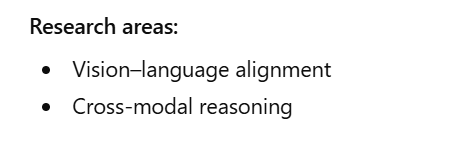 Research areas:
• Vision–language alignment
• Cross-modal reasoning